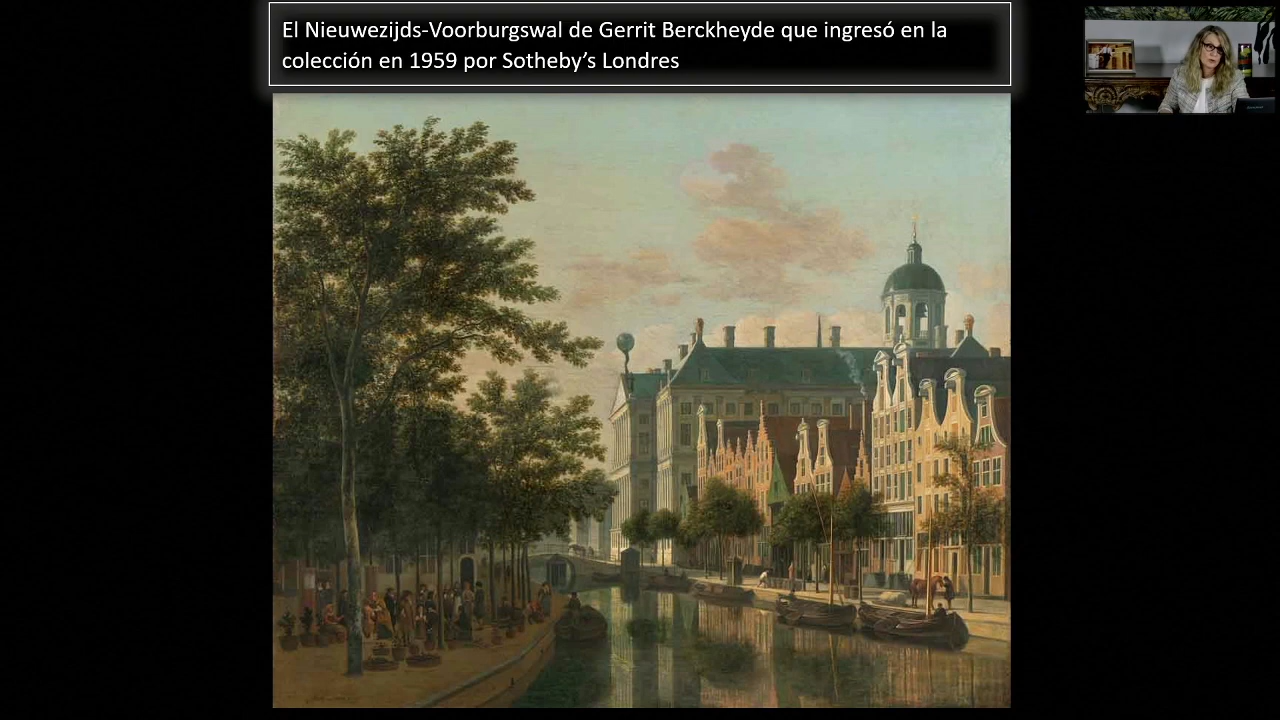 El Nieuwezijds-Voorburgswal de Gerrit Berckheyde que ingresó en la
colección en 1959 por Sotheby’s Londres